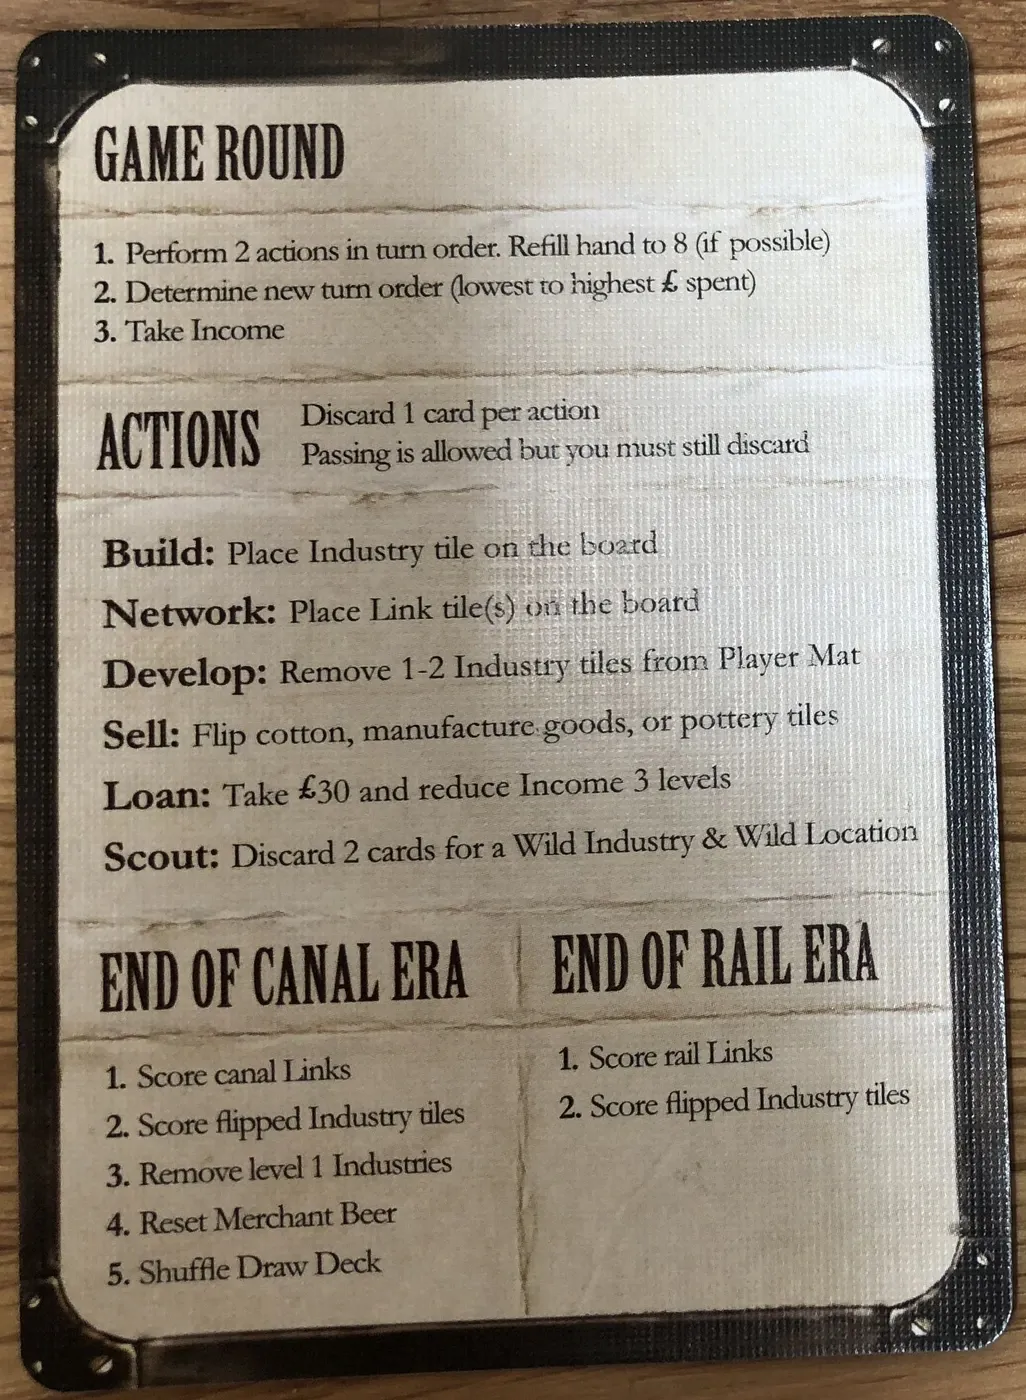 GAME ROUND
1. Perform 2 actions in turn order. Refill hand to 8 (if possible)
2. Determine new turn order (lowest to highest £ spent)
3. Take Income
ACTIONS
Discard 1 card per action
Passing is allowed but you must still discard
Build: Place Industry tile on the board
Network: Place Link tile(s) on the board
Develop: Remove 1-2 Industry tiles from Player Mat
Sell: Flip cotton, manufacture goods, or pottery tiles
Loan: Take £30 and reduce Income 3 levels
Scout: Discard 2 cards for a Wild Industry & Wild Location
END OF CANAL ERA
1. Score canal Links
2. Score flipped Industry tiles
3. Remove level 1 Industries
4. Reset Merchant Beer
5. Shuffle Draw Deck
END OF RAIL ERA
1. Score rail Links
2. Score flipped Industry tiles